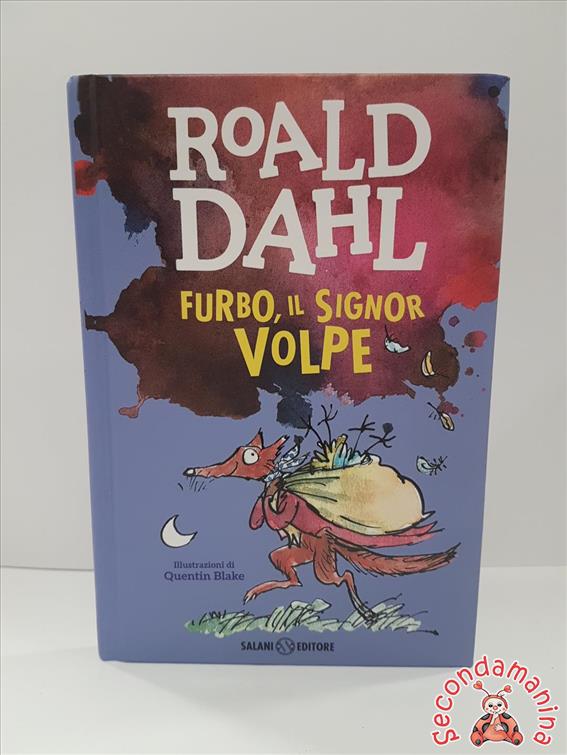 ROALD
DAHL
FURBO, IL SIGNOR
VOLPE
Illustrazioni di
Quentin Blake
SALANI EDITORE
Secondamanina